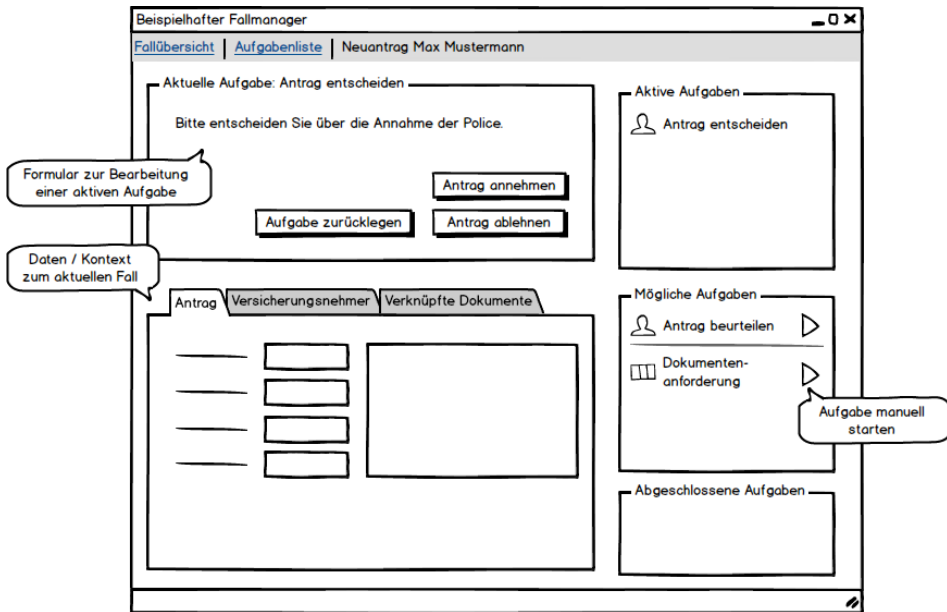 Beispielhafter Fallmanager
Fallübersicht | Aufgabenliste | Neuantrag Max Mustermann
Aktuelle Aufgabe: Antrag entscheiden
Bitte entscheiden Sie über die Annahme der Police.
Formular zur Bearbeitung
einer aktiven Aufgabe
Antrag annehmen
Aufgabe zurücklegen
Antrag ablehnen
Daten / Kontext
zum aktuellen Fall
Aktive Aufgaben
Antrag entscheiden
Antrag
Versicherungsnehmer
Verknüpfte Dokumente
Mögliche Aufgaben
Antrag beurteilen
Dokumenten-
anforderung
Aufgabe manuell
starten
Abgeschlossene Aufgaben